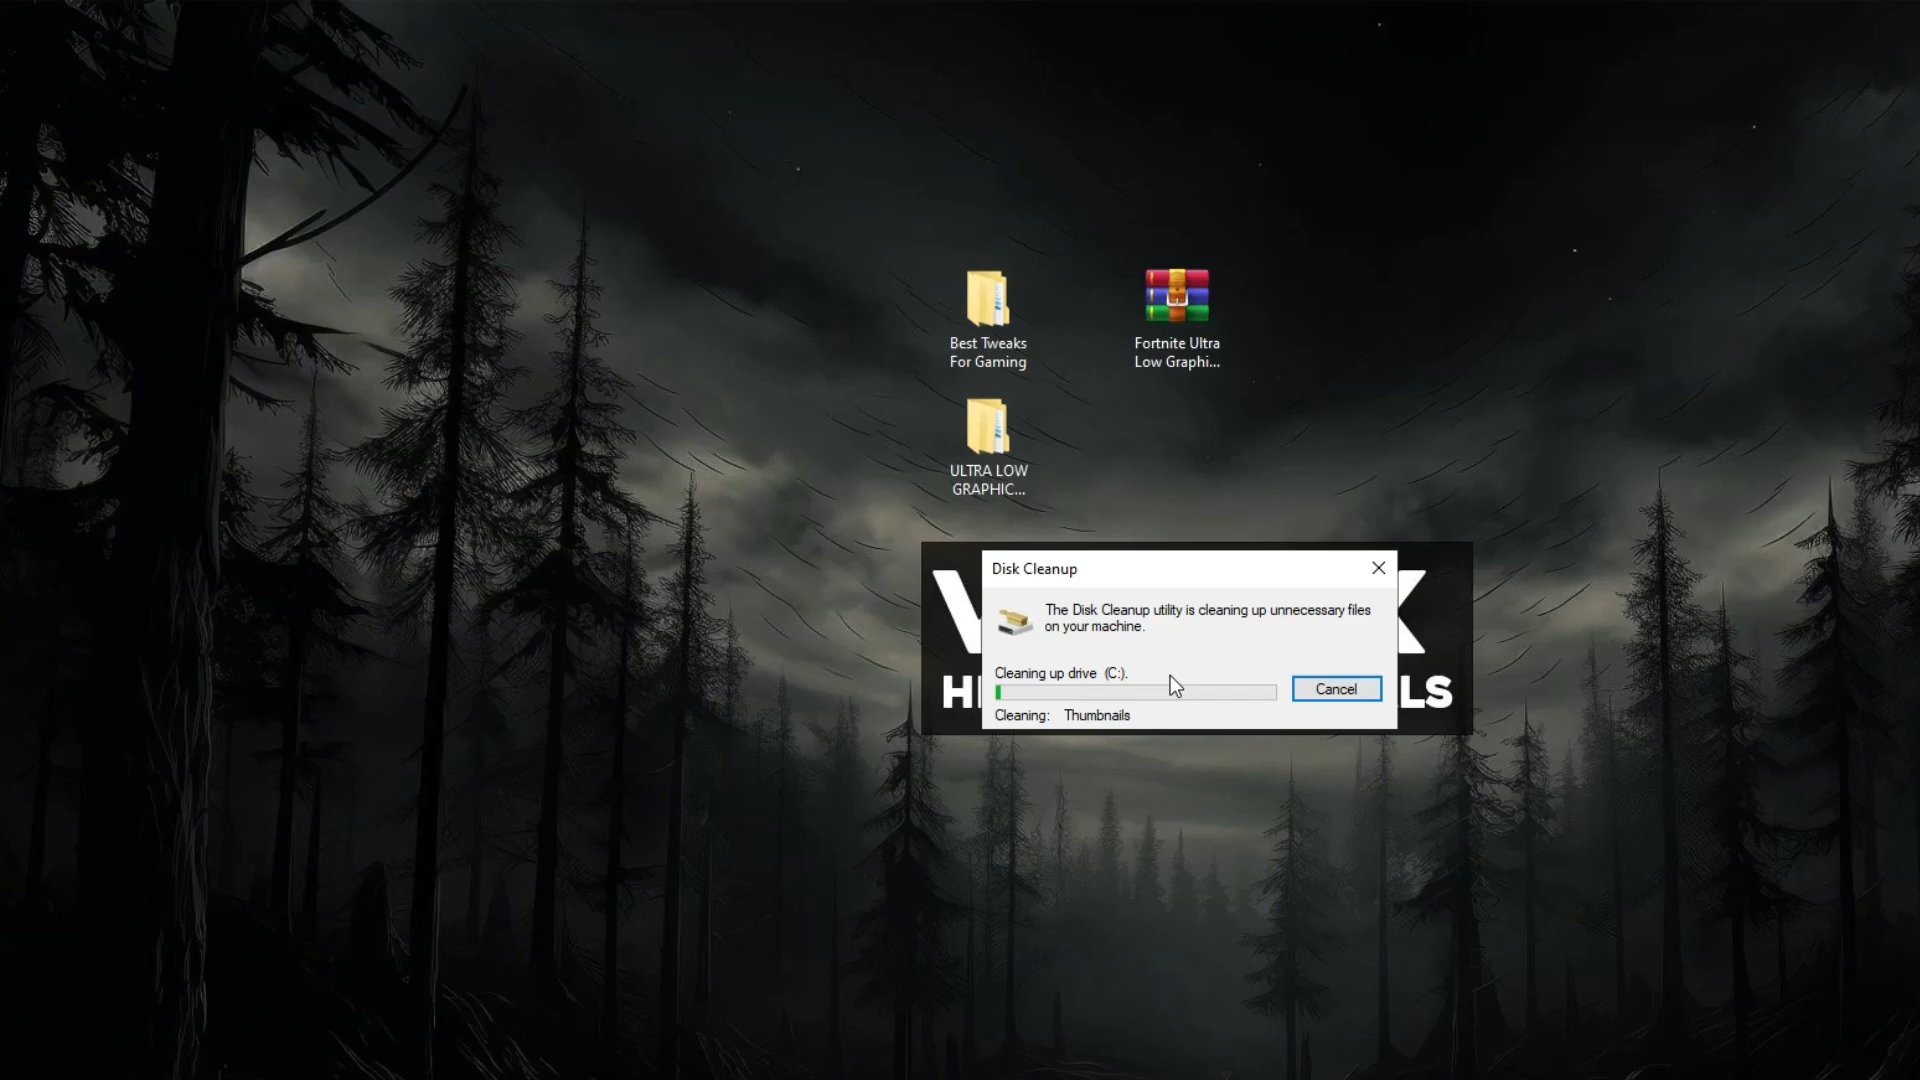 Best Tweaks
For Gaming
Fortnite Ultra
Low Graphi...
ULTRA LOW
GRAPHIC...
Disk Cleanup
The Disk Cleanup utility is cleaning up unnecessary files
on your machine.
Cleaning up drive (C:).
Cancel
Cleaning: Thumbnails